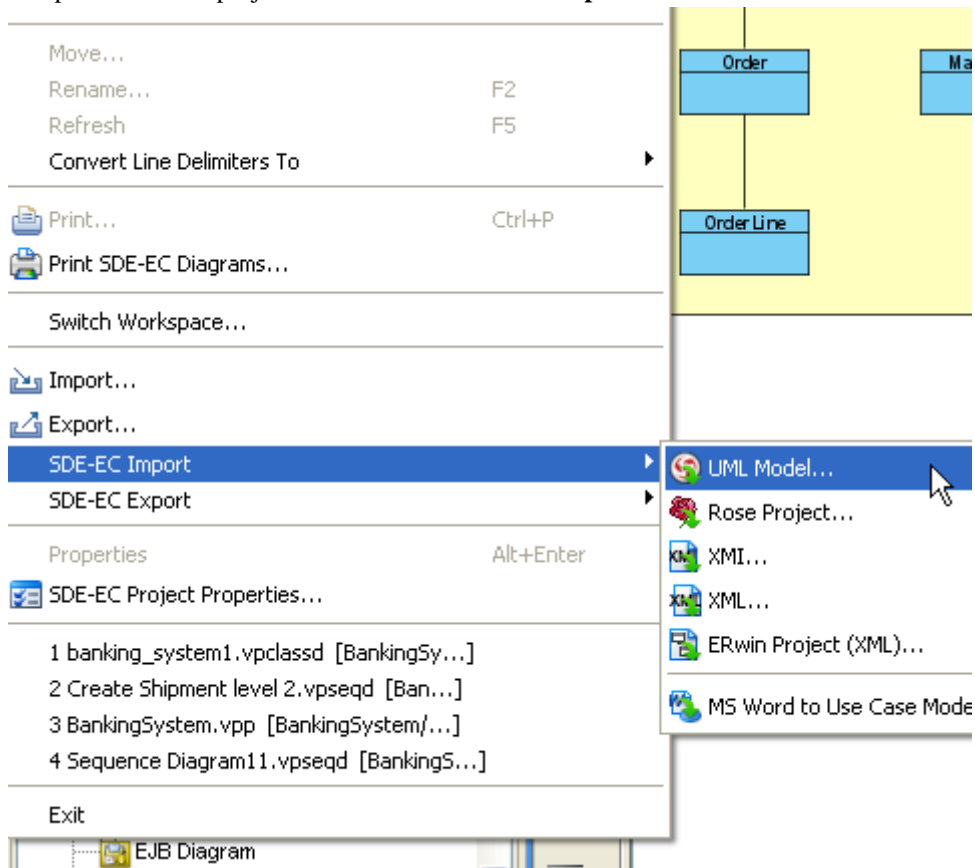 Move...
Rename... F2
Refresh F5
Convert Line Delimiters To
Print... Ctrl+P
Print SDE-EC Diagrams...
Switch Workspace...
Import...
Export...
SDE-EC Import
SDE-EC Export
Properties Alt+Enter
SDE-EC Project Properties...
1 banking_system1.vpclassd [BankingSy...]
2 Create Shipment level 2.vpseqd [Ban...]
3 BankingSystem.vpp [BankingSystem/...]
4 Sequence Diagram11.vpseqd [BankingS...]
Exit
EJB Diagram
Order
Ma
Order Line
UML Model...
Rose Project...
XMI...
XML...
ERwin Project (XML)...
MS Word to Use Case Mode